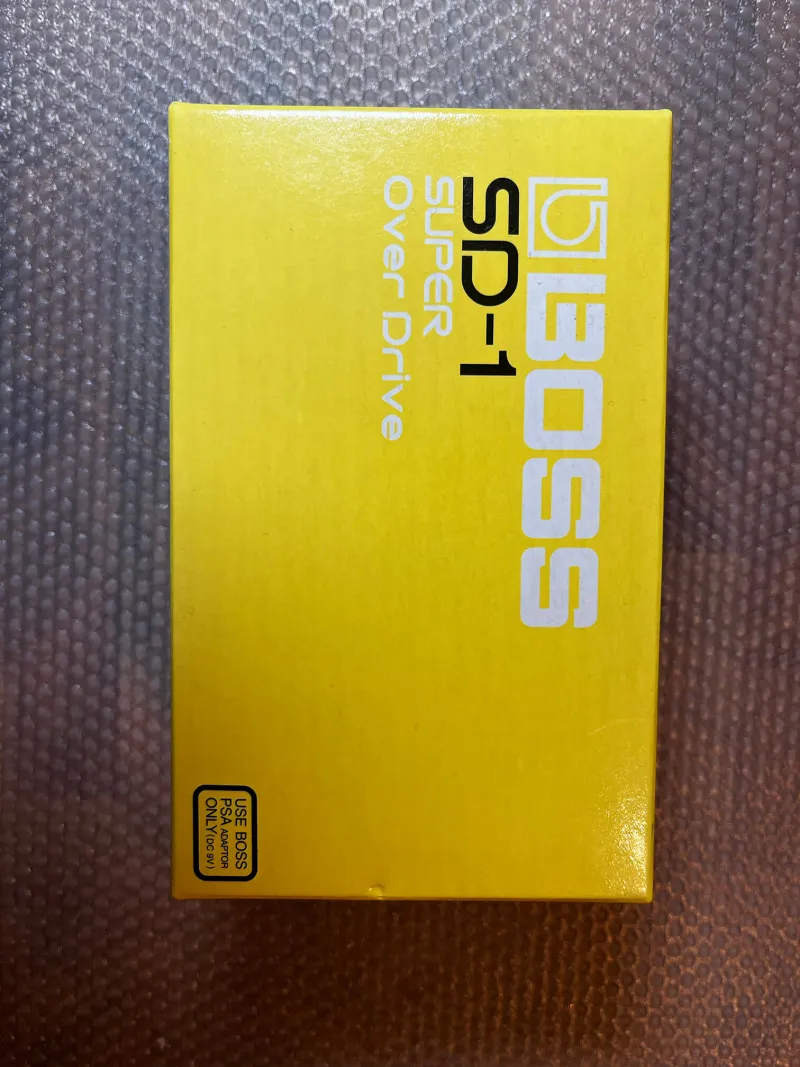 BOSS
SD-1
SUPER
Over Drive
USE BOSS
PSA ADAPTOR
ONLY(DC 9V)